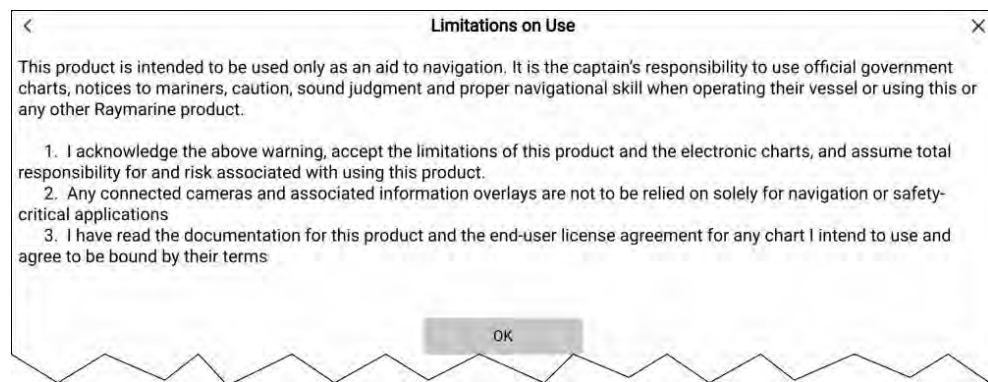 Limitations on Use
This product is intended to be used only as an aid to navigation. It is the captain's responsibility to use official government
charts, notices to mariners, caution, sound judgment and proper navigational skill when operating their vessel or using this or
any other Raymarine product.
1. I acknowledge the above warning, accept the limitations of this product and the electronic charts, and assume total
responsibility for and risk associated with using this product.
2. Any connected cameras and associated information overlays are not to be relied on solely for navigation or safety-
critical applications
3. I have read the documentation for this product and the end-user license agreement for any chart I intend to use and
agree to be bound by their terms
OK